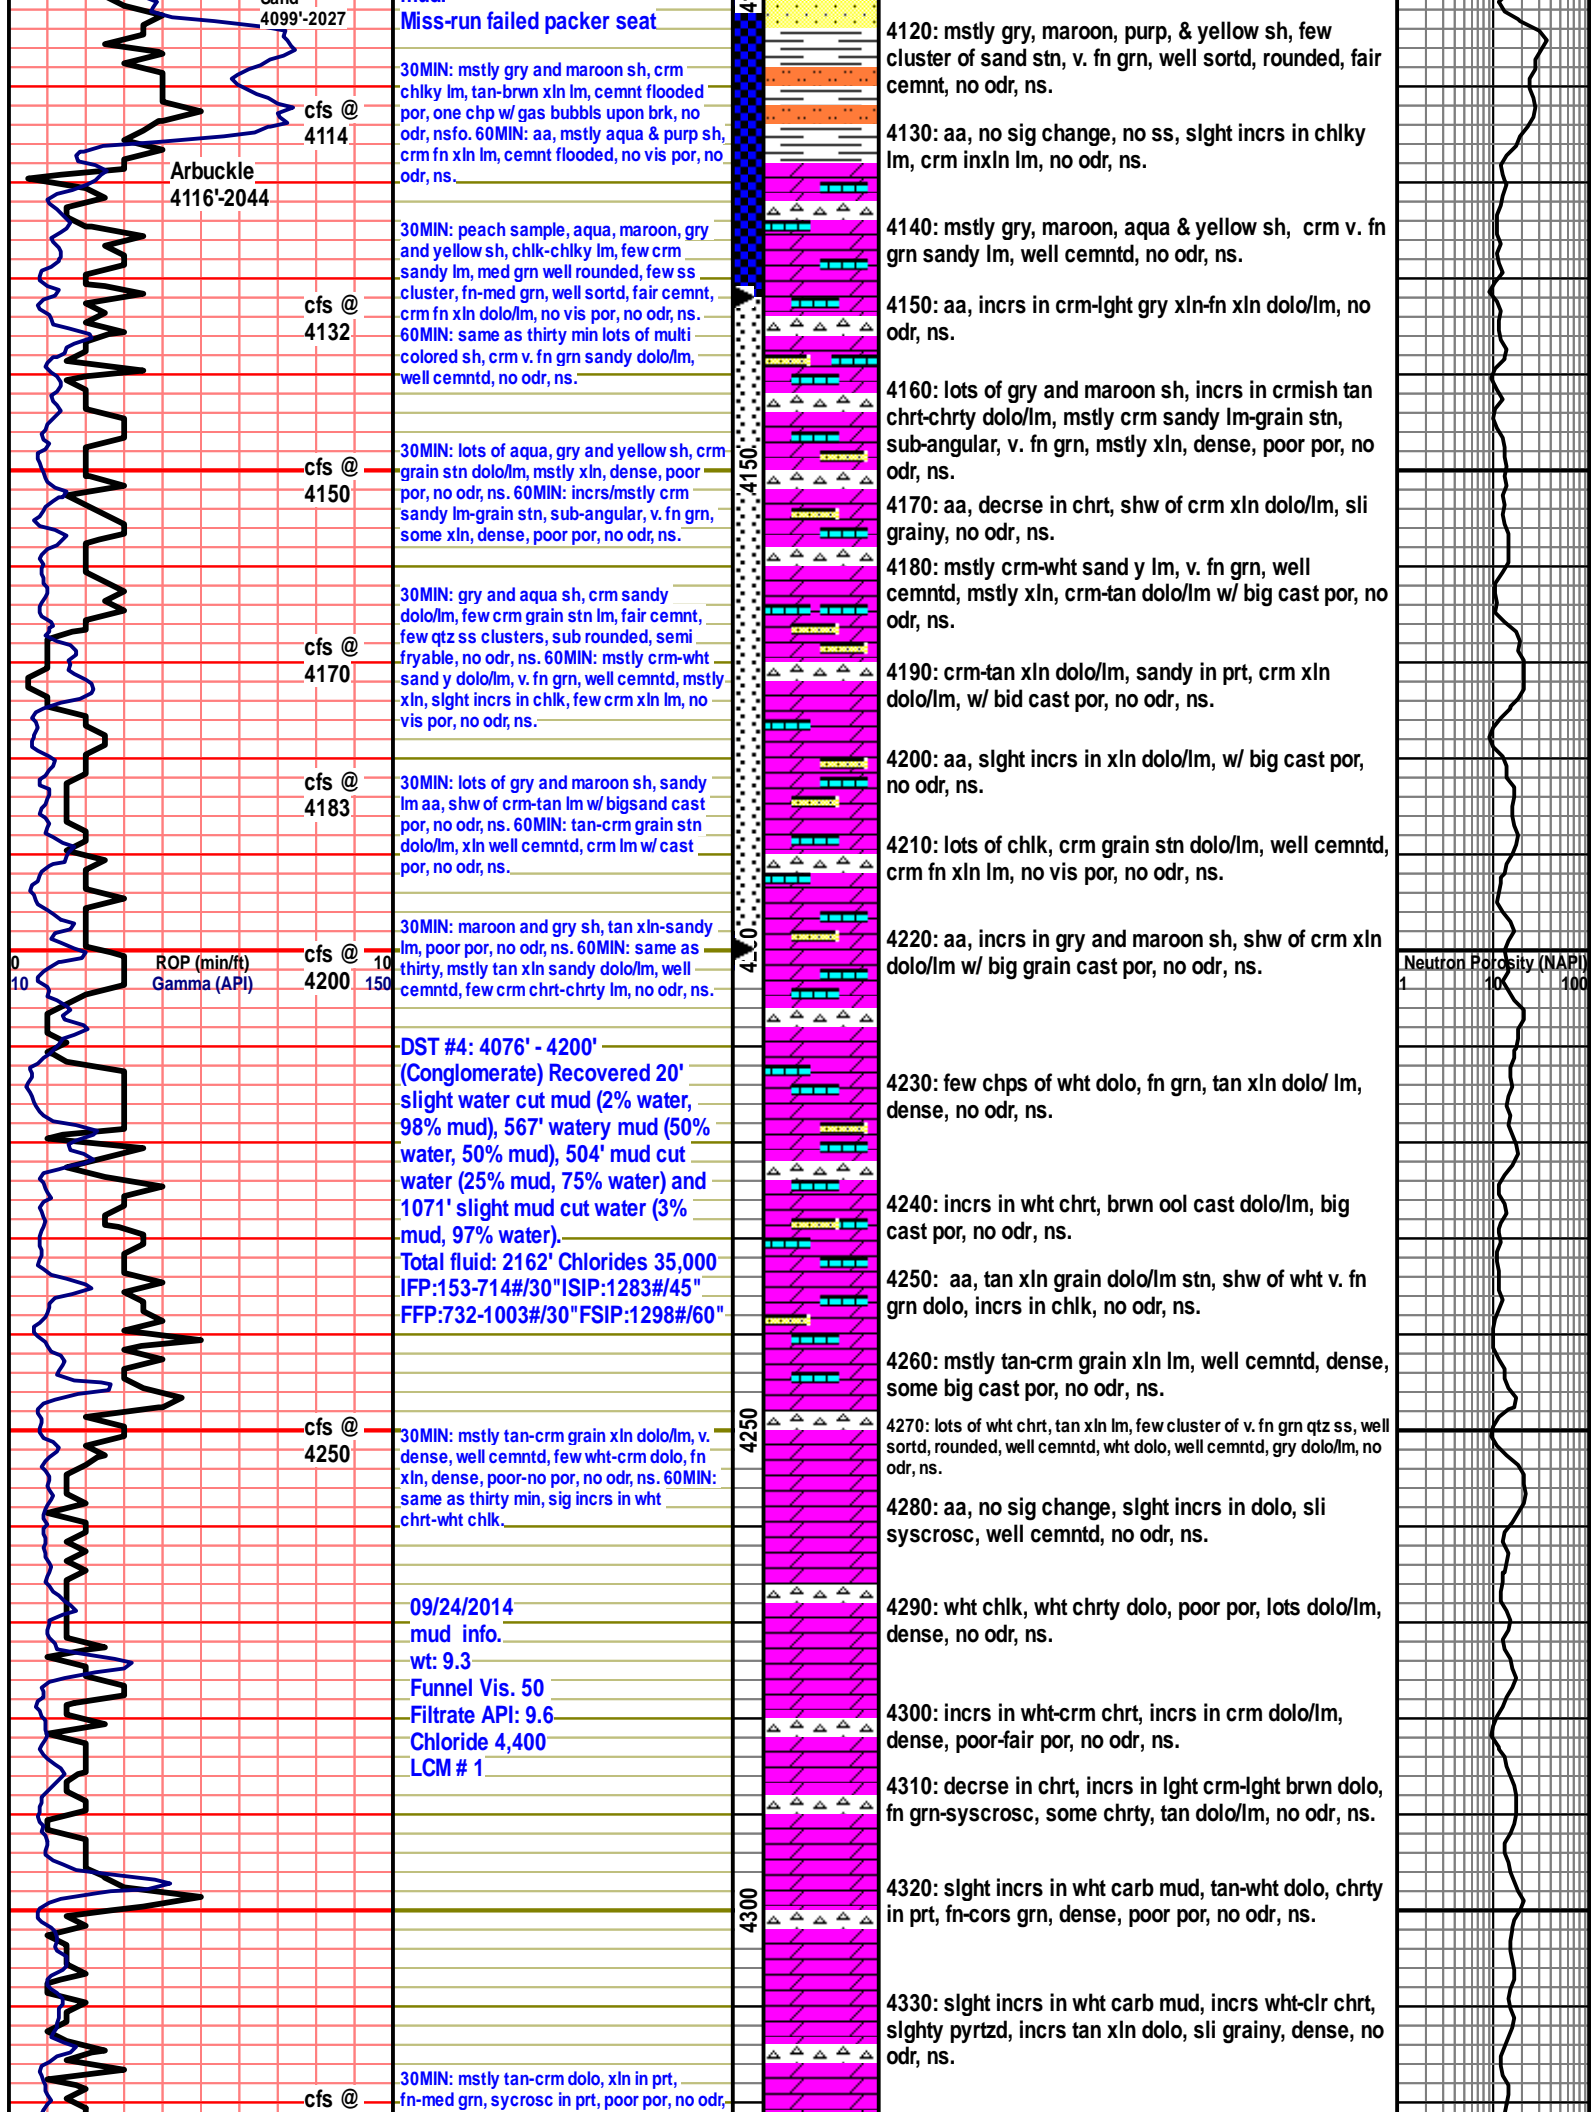 4099'-2027
Miss-run failed packer seat
30MIN: mstly gry and maroon sh, crm
chlky lm, tan-brwn xln lm, cemnt flooded
por, one chp w/ gas bubbls upon brk, no
odr, nsfo. 60MIN: aa, mstly aqua & purp sh,
crm fn xln lm, cemnt flooded, no vis por, no
odr, ns.
cfs @
4114
Arbuckle
4116'-2044
30MIN: peach sample, aqua, maroon, gry
and yellow sh, chlk-chlky lm, few crm
sandy lm, med grn well rounded, few ss
cluster, fn-med grn, well sortd, fair cemnt,
crm fn xln dolo/lm, no vis por, no odr, ns.
60MIN: same as thirty min lots of multi
colored sh, crm v. fn grn sandy dolo/lm,
well cemntd, no odr, ns.
cfs @
4132
30MIN: lots of aqua, gry and yellow sh, crm
grain stn dolo/lm, mstly xln, dense, poor
por, no odr, ns. 60MIN: incrs/mstly crm
sandy lm-grain stn, sub-angular, v. fn grn,
some xln, dense, poor por, no odr, ns.
cfs @
4150
30MIN: gry and aqua sh, crm sandy
dolo/lm, few crm grain stn lm, fair cemnt,
few qtz ss clusters, sub rounded, semi
fryable, no odr, ns. 60MIN: mstly crm-wht
sand y dolo/lm, v. fn grn, well cemntd, mstly
xln, slght incrs in chlk, few crm xln lm, no
vis por, no odr, ns.
cfs @
4170
30MIN: lots of gry and maroon sh, sandy
lm aa, shw of crm-tan lm w/ bigsand cast
por, no odr, ns. 60MIN: tan-crm grain stn
dolo/lm, xln well cemntd, crm lm w/ cast
por, no odr, ns.
cfs @
4183
30MIN: maroon and gry sh, tan xln-sandy
lm, poor por, no odr, ns. 60MIN: same as
thirty, mstly tan xln sandy dolo/lm, well
cemntd, few crm chrt-chrty lm, no odr, ns.
cfs @
4200
0 ROP (min/ft) 10
10 Gamma (API) 150
DST #4: 4076' - 4200'
(Conglomerate) Recovered 20'
slight water cut mud (2% water,
98% mud), 567' watery mud (50%
water, 50% mud), 504' mud cut
water (25% mud, 75% water) and
1071' slight mud cut water (3%
mud, 97% water).
Total fluid: 2162' Chlorides 35,000
IFP:153-714#/30"ISIP:1283#/45"
FFP:732-1003#/30"FSIP:1298#/60"
cfs @
4250
30MIN: mstly tan-crm grain xln dolo/lm, v.
dense, well cemntd, few wht-crm dolo, fn
xln, dense, poor-no por, no odr, ns. 60MIN:
same as thirty min, sig incrs in wht
chrt-wht chlk.
09/24/2014
mud info.
wt: 9.3
Funnel Vis. 50
Filtrate API: 9.6
Chloride 4,400
LCM # 1
cfs @
30MIN: mstly tan-crm dolo, xln in prt,
fn-med grn, sycrosc in prt, poor por, no odr,
4150
4250
4300
4120: mstly gry, maroon, purp, & yellow sh, few
cluster of sand stn, v. fn grn, well sortd, rounded, fair
cemnt, no odr, ns.
4130: aa, no sig change, no ss, slght incrs in chlky
lm, crm inxln lm, no odr, ns.
4140: mstly gry, maroon, aqua & yellow sh, crm v. fn
grn sandy lm, well cemntd, no odr, ns.
4150: aa, incrs in crm-lght gry xln-fn xln dolo/lm, no
odr, ns.
4160: lots of gry and maroon sh, incrs in crmish tan
chrt-chrty dolo/lm, mstly crm sandy lm-grain stn,
sub-angular, v. fn grn, mstly xln, dense, poor por, no
odr, ns.
4170: aa, decrse in chrt, shw of crm xln dolo/lm, sli
grainy, no odr, ns.
4180: mstly crm-wht sand y lm, v. fn grn, well
cemntd, mstly xln, crm-tan dolo/lm w/ big cast por, no
odr, ns.
4190: crm-tan xln dolo/lm, sandy in prt, crm xln
dolo/lm, w/ bid cast por, no odr, ns.
4200: aa, slght incrs in xln dolo/lm, w/ big cast por,
no odr, ns.
4210: lots of chlk, crm grain stn dolo/lm, well cemntd,
crm fn xln lm, no vis por, no odr, ns.
4220: aa, incrs in gry and maroon sh, shw of crm xln
dolo/lm w/ big grain cast por, no odr, ns.
4230: few chps of wht dolo, fn grn, tan xln dolo/ lm,
dense, no odr, ns.
4240: incrs in wht chrt, brwn ool cast dolo/lm, big
cast por, no odr, ns.
4250: aa, tan xln grain dolo/lm stn, shw of wht v. fn
grn dolo, incrs in chlk, no odr, ns.
4260: mstly tan-crm grain xln lm, well cemntd, dense,
some big cast por, no odr, ns.
4270: lots of wht chrt, tan xln lm, few cluster of v. fn grn qtz ss, well
sortd, rounded, well cemntd, wht dolo, well cemntd, gry dolo/lm, no
odr, ns.
4280: aa, no sig change, slght incrs in dolo, sli
syscrosc, well cemntd, no odr, ns.
4290: wht chlk, wht chrty dolo, poor por, lots dolo/lm,
dense, no odr, ns.
4300: incrs in wht-crm chrt, incrs in crm dolo/lm,
dense, poor-fair por, no odr, ns.
4310: decrse in chrt, incrs in lght crm-lght brwn dolo,
fn grn-syscrosc, some chrty, tan dolo/lm, no odr, ns.
4320: slght incrs in wht carb mud, tan-wht dolo, chrty
in prt, fn-cors grn, dense, poor por, no odr, ns.
4330: slght incrs in wht carb mud, incrs wht-clr chrt,
slghty pyrtzd, incrs tan xln dolo, sli grainy, dense, no
odr, ns.
Neutron Porosity (NAPI)
1 10 100